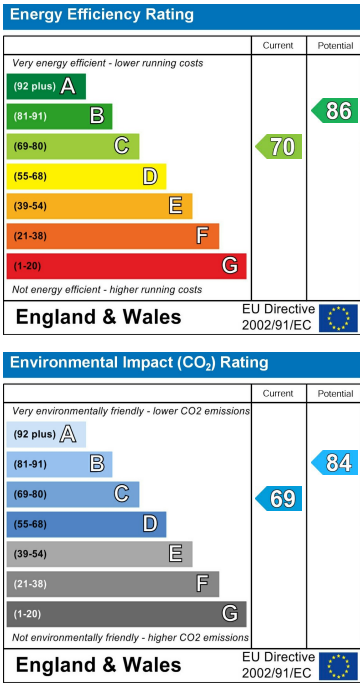 Energy Efficiency Rating
Current Potential
Very energy efficient - lower running costs
(92 plus) A
(81-91) B
86
(69-80) C
70
(55-68) D
(39-54) E
(21-38) F
(1-20) G
Not energy efficient - higher running costs
England & Wales
EU Directive
2002/91/EC
Environmental Impact (CO₂) Rating
Current Potential
Very environmentally friendly - lower CO2 emissions
(92 plus) A
(81-91) B
84
(69-80) C
69
(55-68) D
(39-54) E
(21-38) F
(1-20) G
Not environmentally friendly - higher CO2 emissions
England & Wales
EU Directive
2002/91/EC